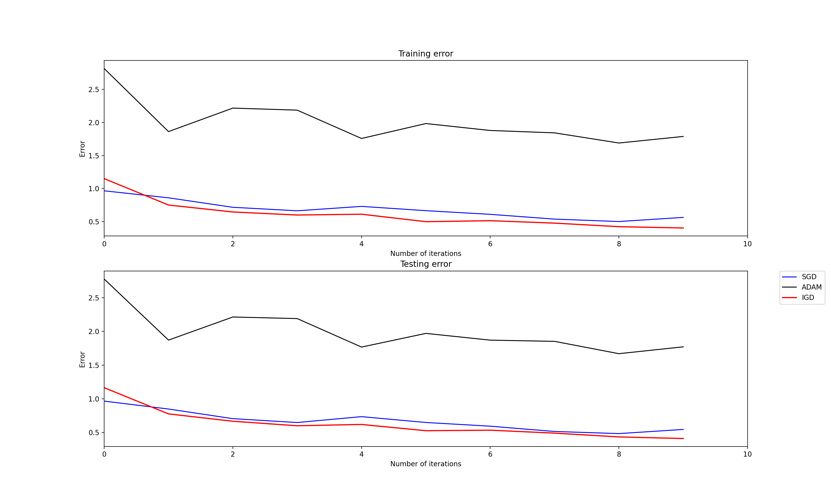 Training error
Error
2.5
2.0
1.5
1.0
0.5
0 2 4 6 8 10
Number of iterations
Testing error
Error
2.5
2.0
1.5
1.0
0.5
0 2 4 6 8 10
Number of iterations
SGD
ADAM
IGD